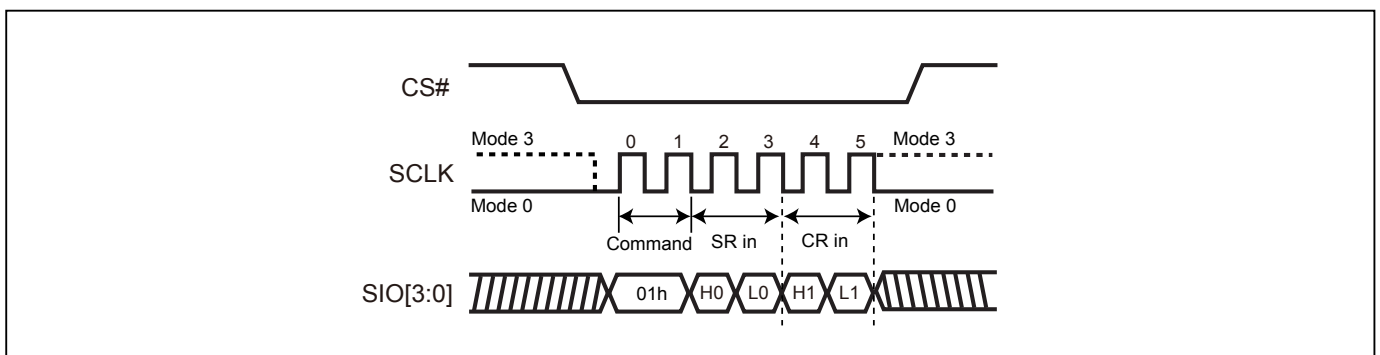 CS#
Mode 3 0 1 2 3 4 5 Mode 3
SCLK
Mode 0 Mode 0
Command SR in CR in
SIO[3:0] 01h H0 L0 H1 L1